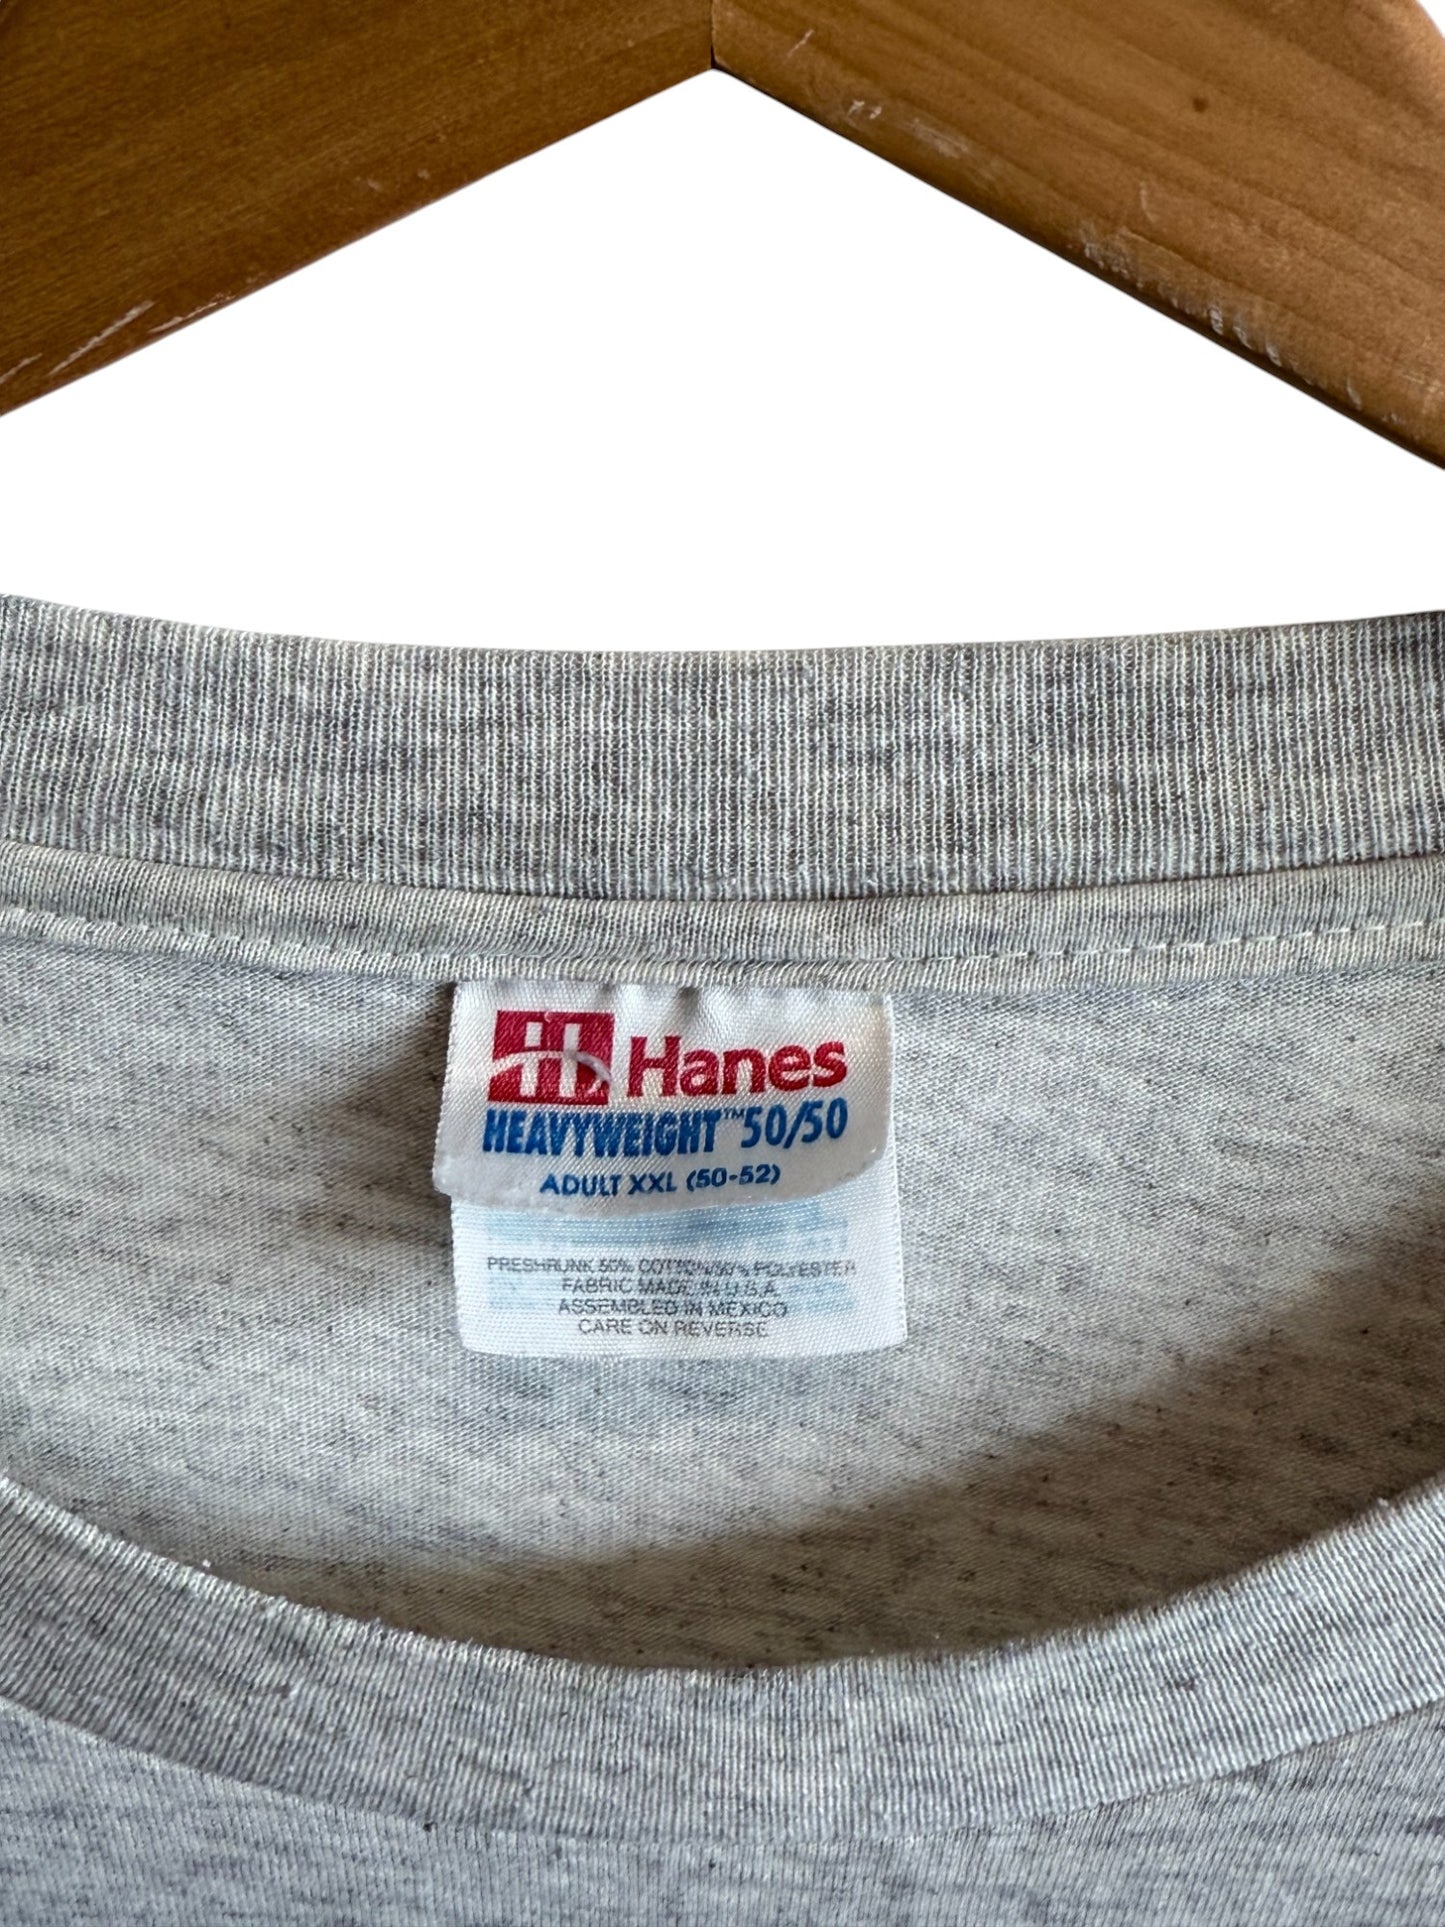 Hanes
HEAVYWEIGHT™ 50/50
ADULT XXL (50-52)
PRESHRUNK 50% COTTON/50% POLYESTER
FABRIC MADE IN U.S.A.
ASSEMBLED IN MEXICO
CARE ON REVERSE